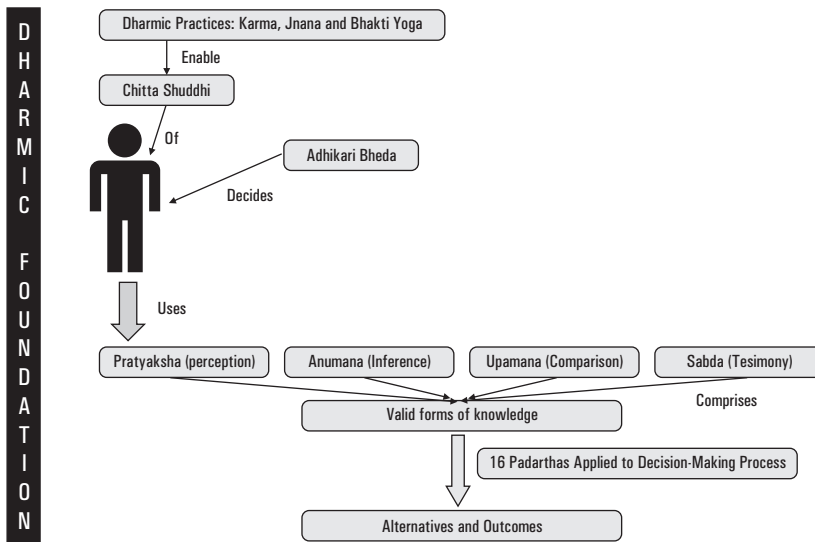 DHARMIC FOUNDATION
Dharmic Practices: Karma, Jnana and Bhakti Yoga
Enable
Chitta Shuddhi
Of
Adhikari Bheda
Decides
Uses
Pratyaksha (perception)
Anumana (Inference)
Upamana (Comparison)
Sabda (Tesimony)
Comprises
Valid forms of knowledge
16 Padarthas Applied to Decision-Making Process
Alternatives and Outcomes